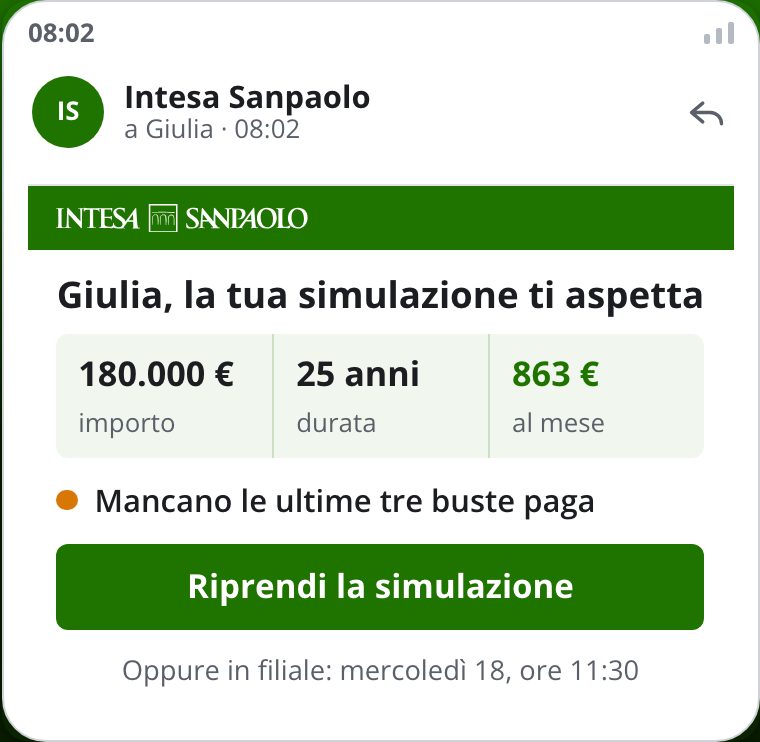 08:02
IS
Intesa Sanpaolo
a Giulia · 08:02
INTESA SANPAOLO
Giulia, la tua simulazione ti aspetta
180.000 € 25 anni 863 €
importo durata al mese
Mancano le ultime tre buste paga
Riprendi la simulazione
Oppure in filiale: mercoledì 18, ore 11:30